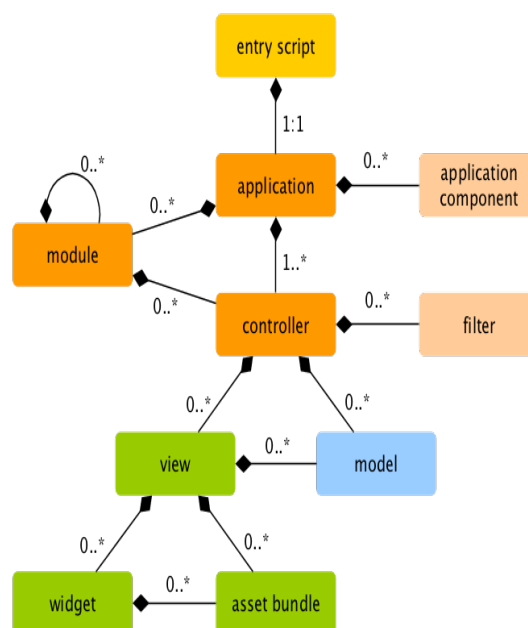 entry script
1:1
0..*
0..*
application
application
component
0..*
module
1..*
0..*
0..*
controller
filter
0..*
0..*
0..*
view
model
0..*
0..*
0..*
widget
asset bundle